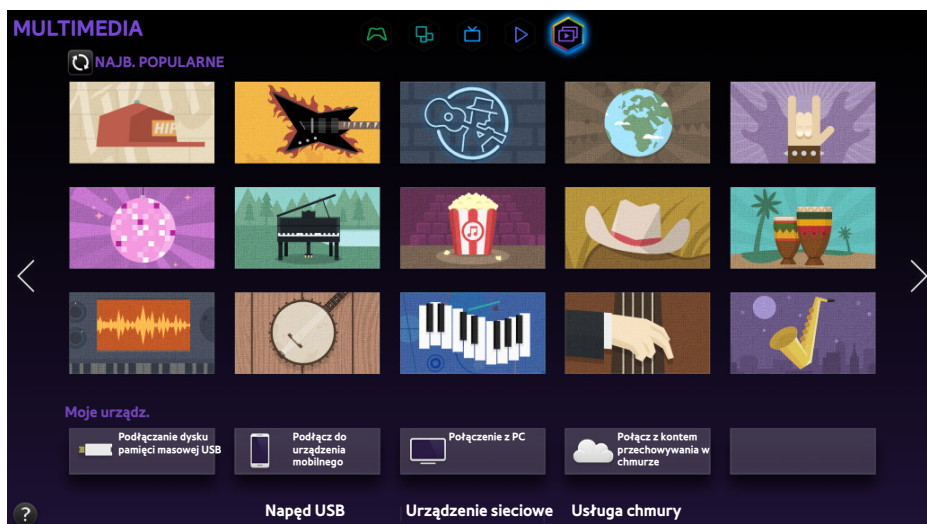 MULTIMEDIA
NAJB. POPULARNE
HIP
Moje urządz.
Podłączanie dysku
pamięci masowej USB
Podłącz do
urządzenia
mobilnego
Połączenie z PC
Połącz z kontem
przechowywania w
chmurze
?
Napęd USB
Urządzenie sieciowe
Usługa chmury